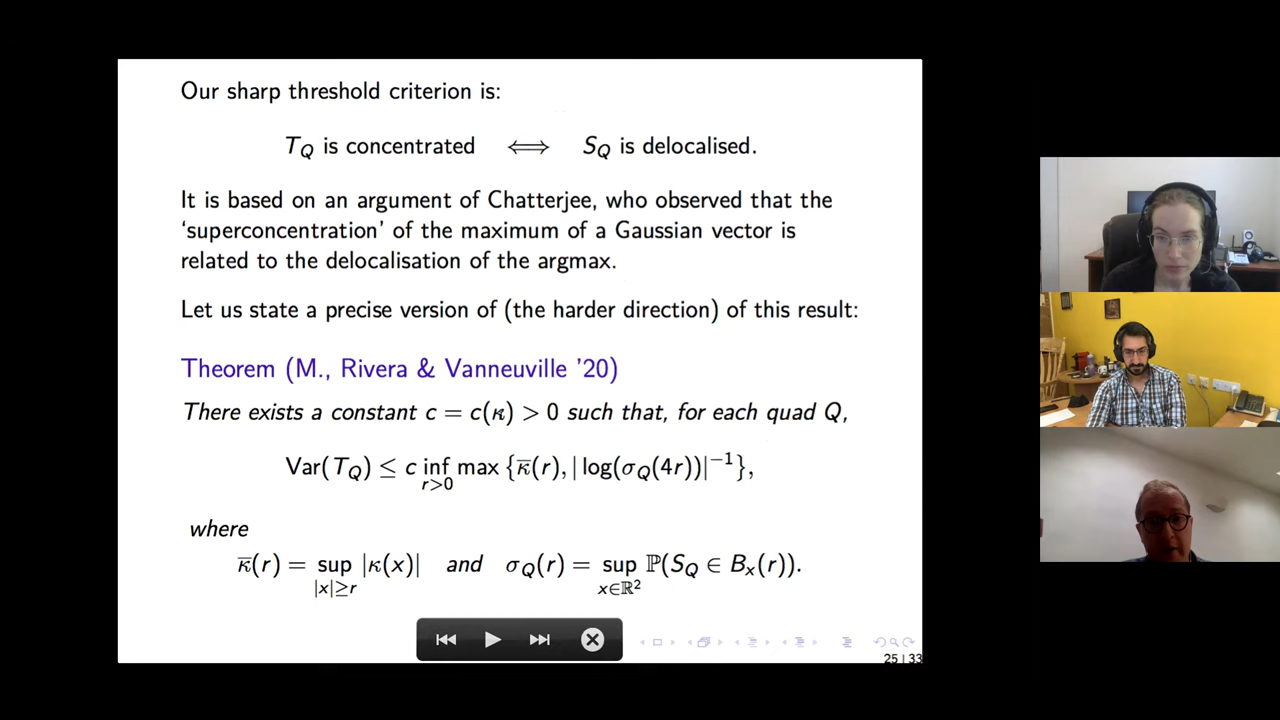 Our sharp threshold criterion is:
T_Q is concentrated ⟺ S_Q is delocalised.
It is based on an argument of Chatterjee, who observed that the
‘superconcentration’ of the maximum of a Gaussian vector is
related to the delocalisation of the argmax.
Let us state a precise version of (the harder direction) of this result:
Theorem (M., Rivera & Vanneuville ’20)
There exists a constant c = c(κ) > 0 such that, for each quad Q,
Var(T_Q) ≤ c inf_{r>0} max {κ̅(r), | log(σ_Q(4r))|^{-1}},
where
κ̅(r) = sup_{|x|≥r} |κ(x)| and σ_Q(r) = sup_{x∈ℝ²} ℙ(S_Q ∈ B_x(r)).
25 | 33